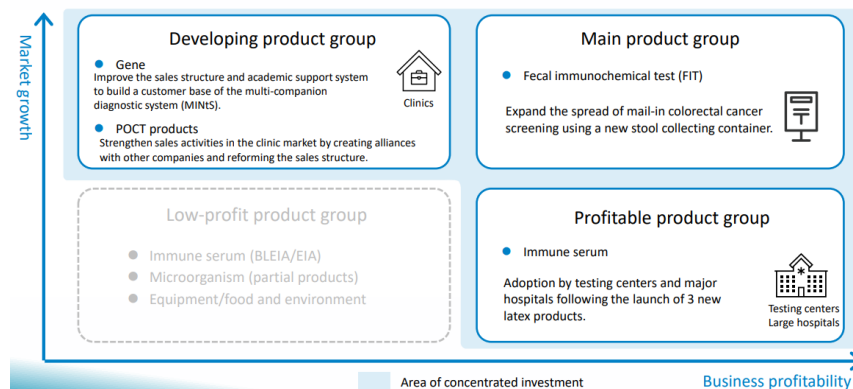 Market growth
Developing product group
Gene
Improve the sales structure and academic support system
to build a customer base of the multi-companion
diagnostic system (MINtS).
Clinics
POCT products
Strengthen sales activities in the clinic market by creating alliances
with other companies and reforming the sales structure.
Main product group
Fecal immunochemical test (FIT)
Expand the spread of mail-in colorectal cancer
screening using a new stool collecting container.
Low-profit product group
Immune serum (BLEIA/EIA)
Microorganism (partial products)
Equipment/food and environment
Profitable product group
Immune serum
Adoption by testing centers and major
hospitals following the launch of 3 new
latex products.
Testing centers
Large hospitals
Area of concentrated investment
Business profitability